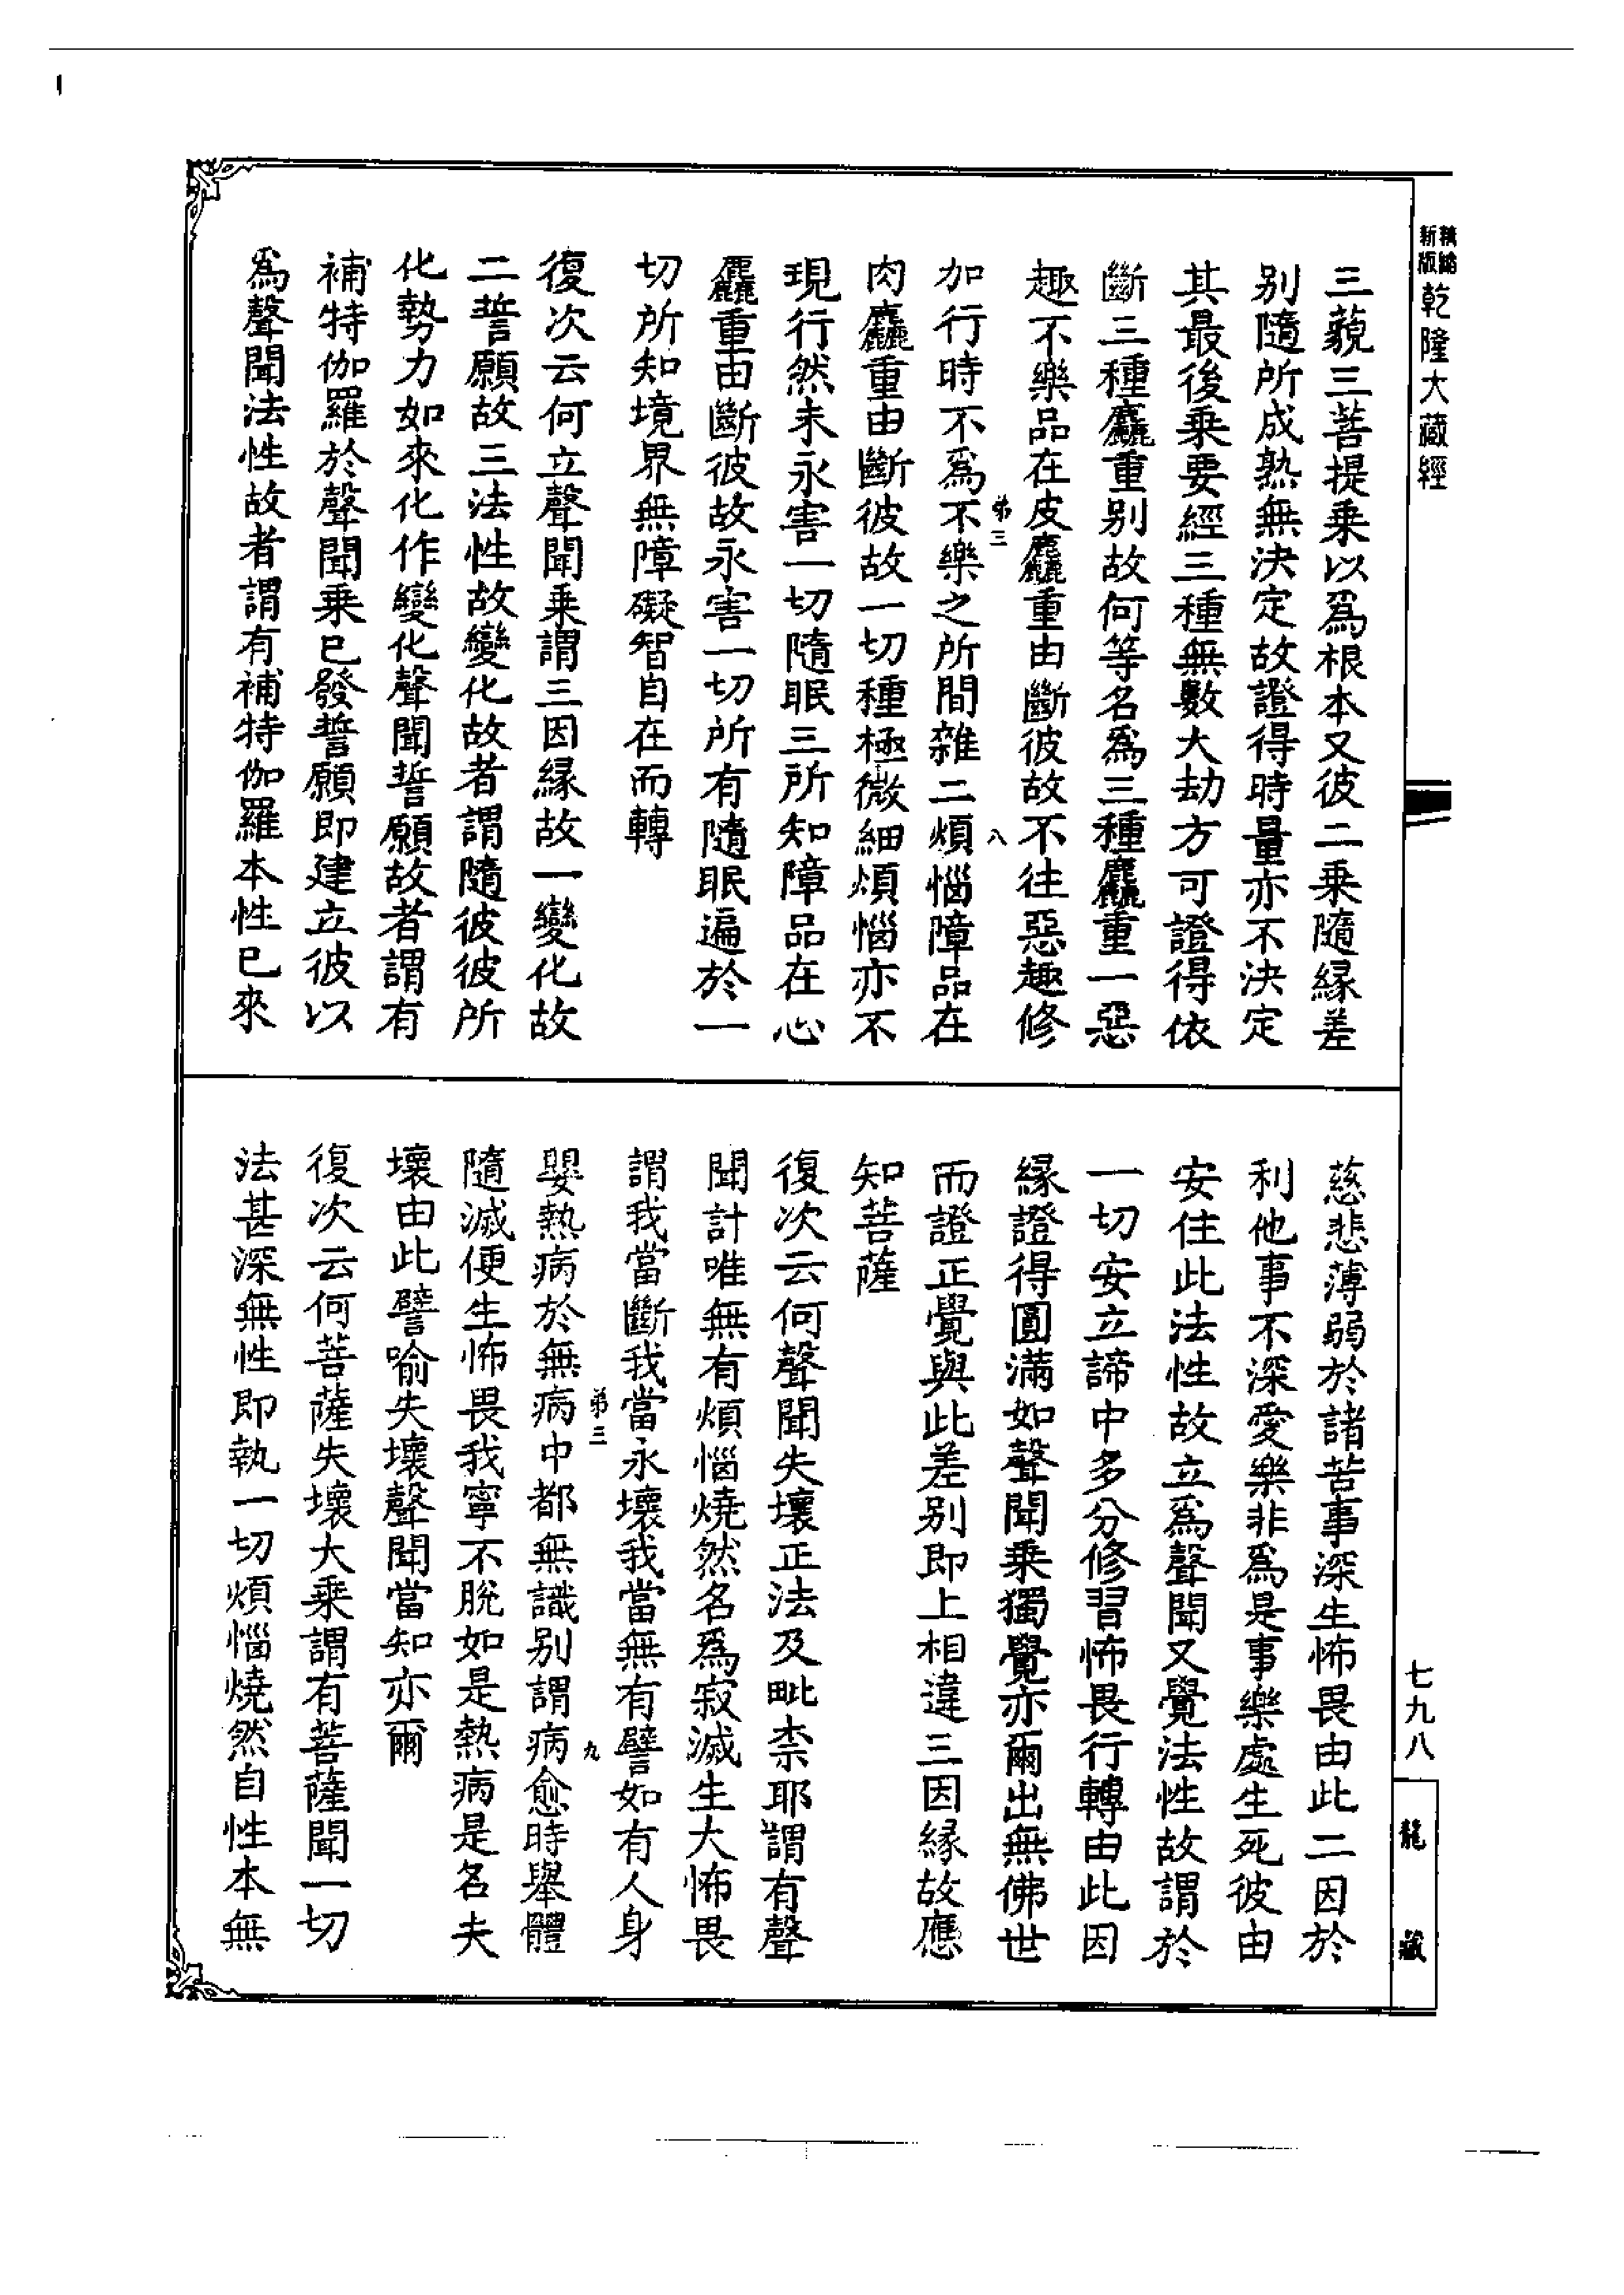 新版 精縮 乾隆大藏經
三藐三菩提乗以爲根本又彼二乗隨縁差
别隨所成熟無決定故證得時量亦不決定
其最後乗要經三種無數大劫方可證得依
斷三種麤重别故何等名爲三種麤重一惡
趣不樂品在皮麤重由斷彼故不往惡趣修
加行時不爲不樂之所間雜二煩惱障品在
第三 八
肉麤重由斷彼故一切種極微細煩惱亦不
現行然未永害一切隨眠三所知障品在心
麤重由斷彼故永害一切所有隨眠遍於一
切所知境界無障礙智自在而轉
復次云何立聲聞乗謂三因縁故一變化故
二誓願故三法性故變化故者謂隨彼彼所
化勢力如來化作變化聲聞誓願故者謂有
補特伽羅於聲聞乗已發誓願即建立彼以
爲聲聞法性故者謂有補特伽羅本性已來
慈悲薄弱於諸苦事深生怖畏由此二因於
利他事不深愛樂非爲是事樂處生死彼由
安住此法性故立爲聲聞又覺法性故謂於
一切安立諦中多分修習怖畏行轉由此因
縁證得圓滿如聲聞乗獨覺亦爾出無佛世
而證正覺與此差别即上相違三因縁故應
知菩薩
復次云何聲聞失壞正法及毗柰耶謂有聲
聞計唯無有煩惱燒然名爲寂滅生大怖畏
謂我當斷我當永壞我當無有譬如有人身
第三 九
嬰熱病於無病中都無識别謂病愈時舉體
隨滅便生怖畏我寧不脫如是熱病是名夫
壞由此譬喻失壞聲聞當知亦爾
復次云何菩薩失壞大乗謂有菩薩聞一切
法甚深無性即執一切煩惱燒然自性本無
七九八
龍藏